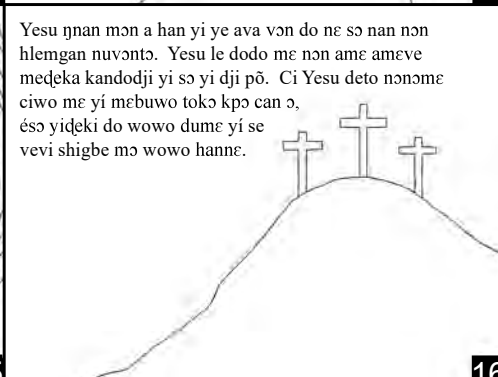 Yesu ŋnan mɔn a han yi ye ava vɔn do nɛ sɔ nan nɔn
hlemgan nuvɔntɔ. Yesu le dodo mɛ nɔn amɛ amɛve
meɖeka kandodji yi sɔ yi dji põ. Ci Yesu deto nɔnɔmɛ
ciwo mɛ yí mɛbuwo tokɔ kpɔ can ɔ,
ésɔ yiɖeki do wowo dumɛ yí se
vevi shigbe mɔ wowo hannɛ.